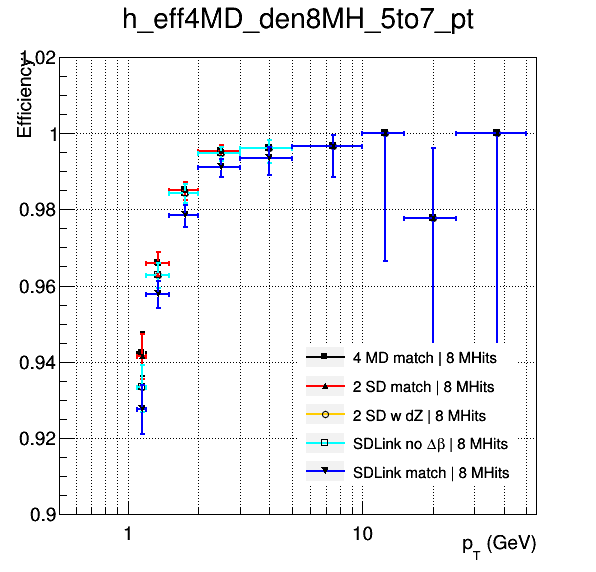 h_eff4MD_den8MH_5to7_pt
Efficiency
1.02
1
0.98
0.96
0.94
0.92
0.9
4 MD match | 8 MHits
2 SD match | 8 MHits
2 SD w dZ | 8 MHits
SDLink no Δβ | 8 MHits
SDLink match | 8 MHits
1
10
p_T (GeV)